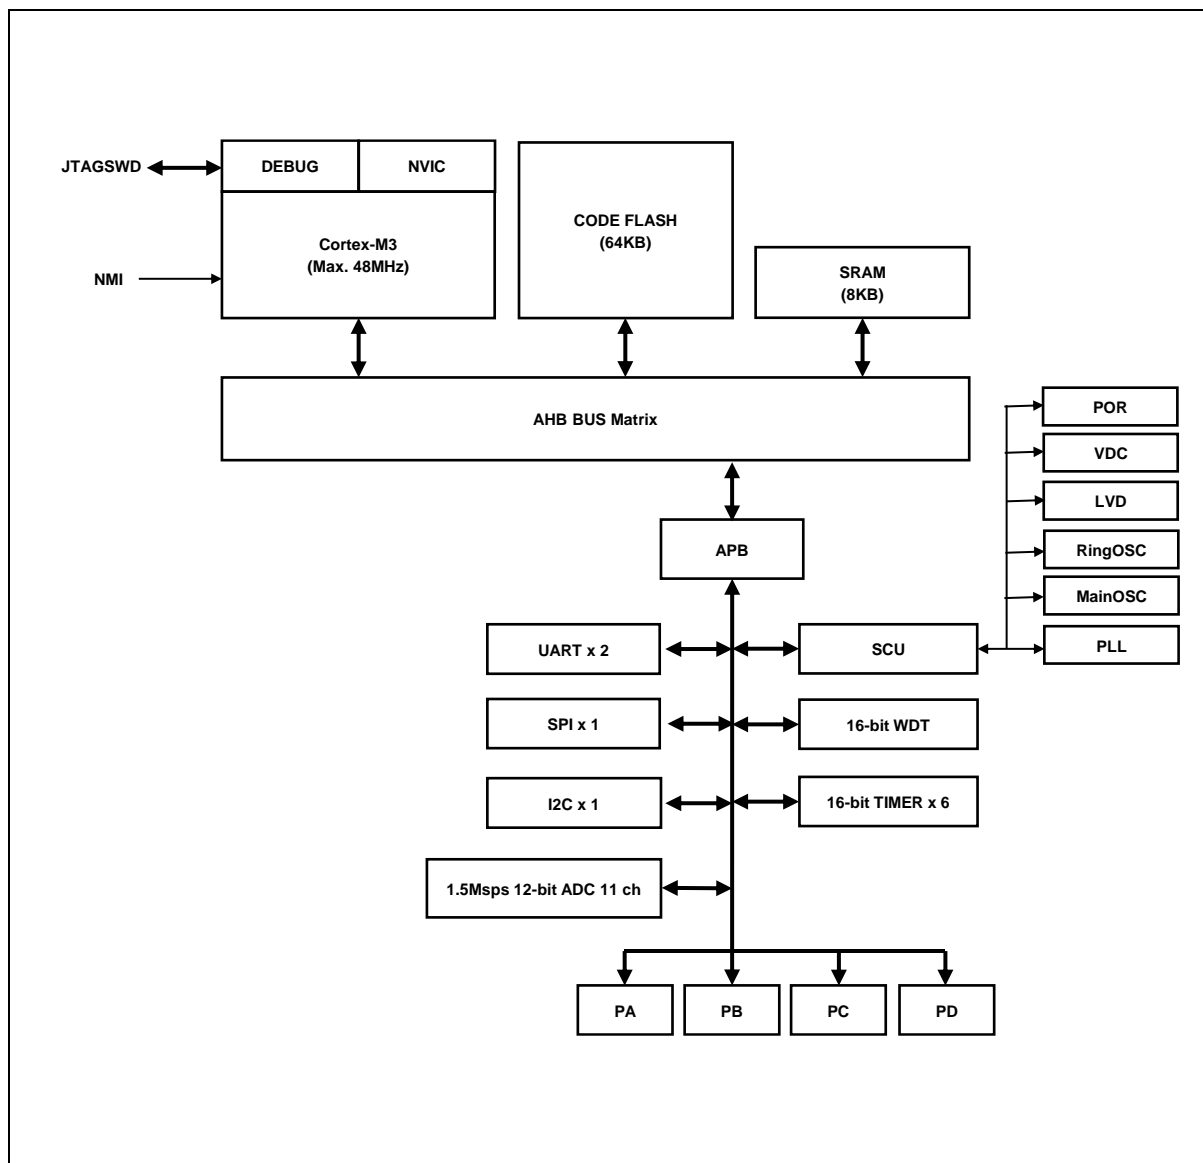 JTAGSWD
DEBUG
NVIC
Cortex-M3
(Max. 48MHz)
NMI
CODE FLASH
(64KB)
SRAM
(8KB)
AHB BUS Matrix
POR
VDC
LVD
RingOSC
MainOSC
PLL
APB
UART x 2
SCU
SPI x 1
16-bit WDT
I2C x 1
16-bit TIMER x 6
1.5Msps 12-bit ADC 11 ch
PA
PB
PC
PD